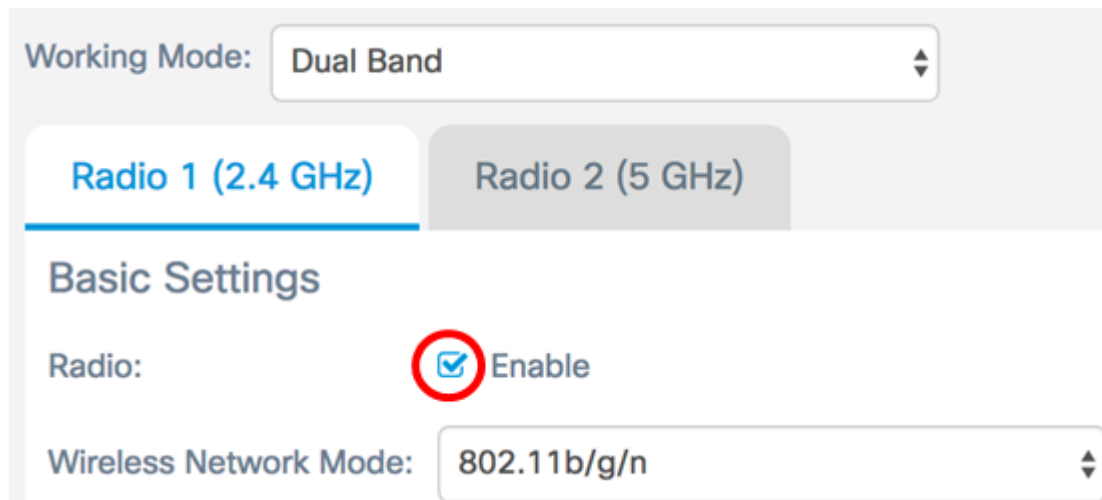 Working Mode: Dual Band
Radio 1 (2.4 GHz) Radio 2 (5 GHz)
Basic Settings
Radio: Enable
Wireless Network Mode: 802.11b/g/n